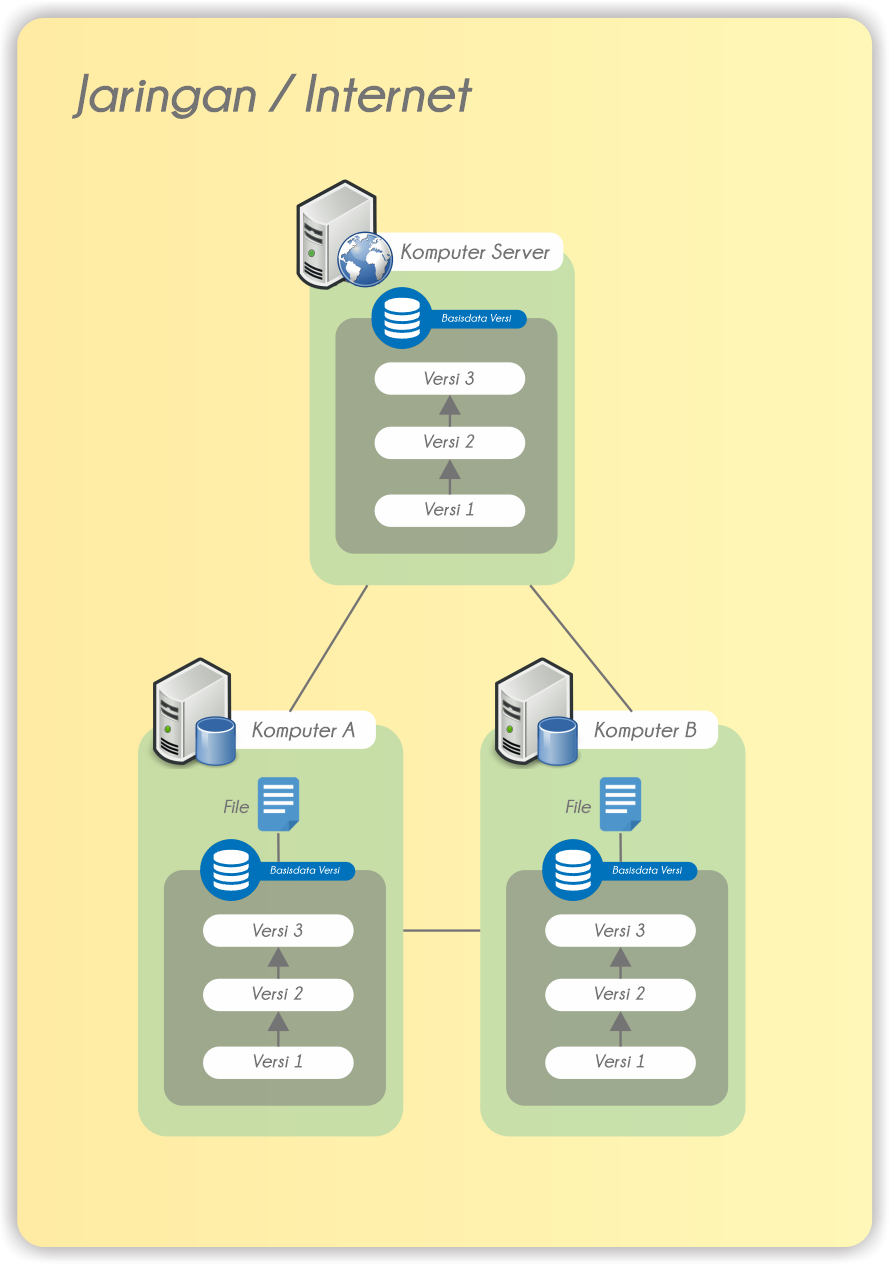 Jaringan / Internet
Komputer Server
Basisdata Versi
Versi 3
Versi 2
Versi 1
Komputer A
File
Basisdata Versi
Versi 3
Versi 2
Versi 1
Komputer B
File
Basisdata Versi
Versi 3
Versi 2
Versi 1